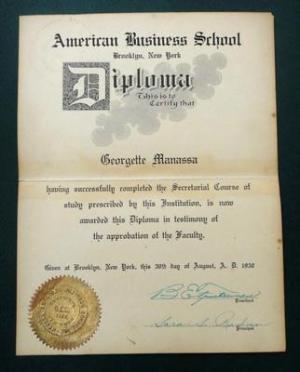 American Business School
Brooklyn, New York
Diploma
This is to
Certify that
Georgette Manassa
having successfully completed the Secretarial Course of
study prescribed by this Institution, is now
awarded this Diploma in testimony of
the approbation of the Faculty.
Given at Brooklyn, New York, this 30th day of August, A. D. 1930
President
Principal